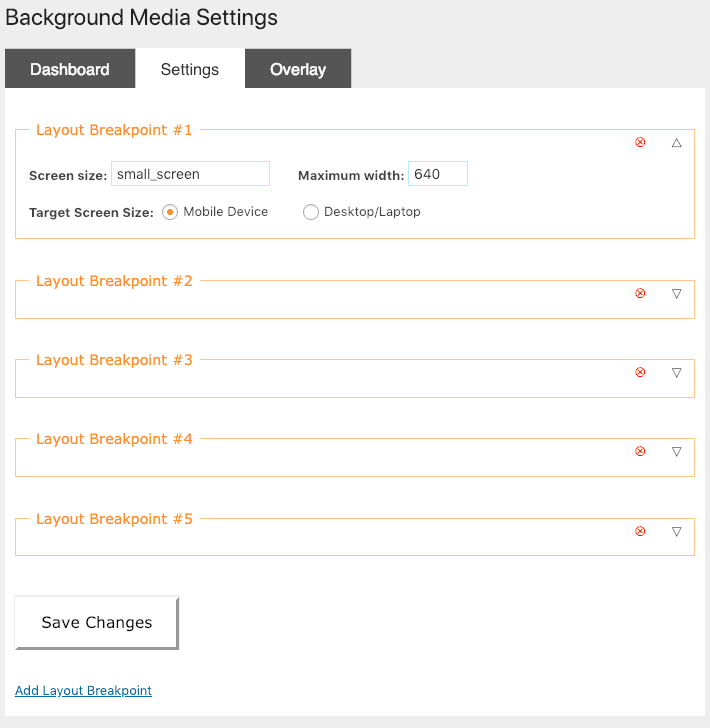 Background Media Settings
Dashboard Settings Overlay
Layout Breakpoint #1
Screen size: small_screen Maximum width: 640
Target Screen Size: Mobile Device Desktop/Laptop
Layout Breakpoint #2
Layout Breakpoint #3
Layout Breakpoint #4
Layout Breakpoint #5
Save Changes
Add Layout Breakpoint